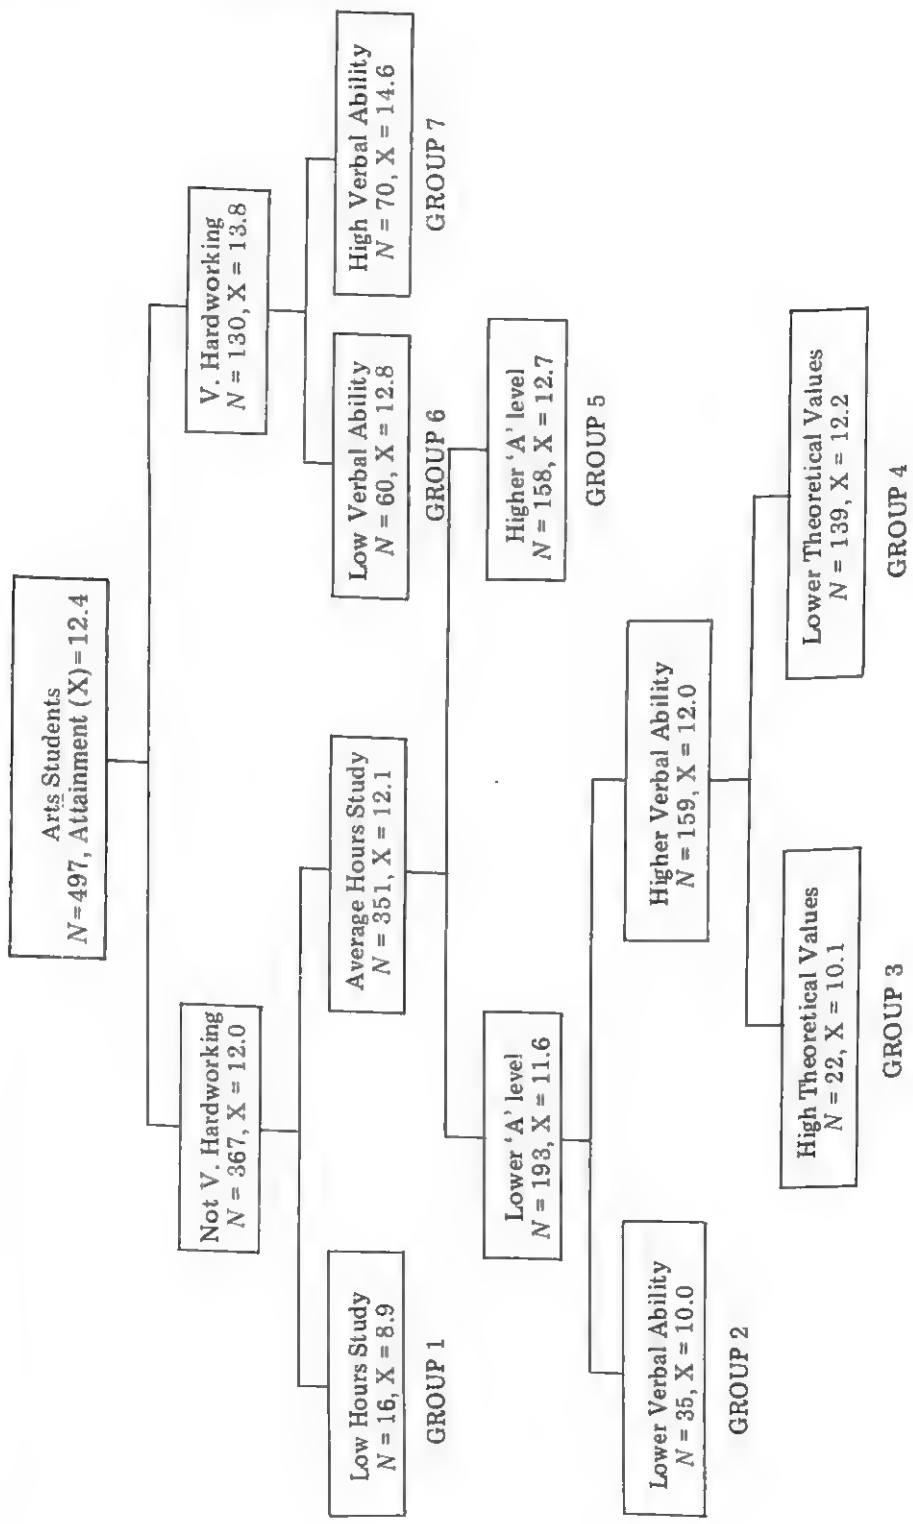 Arts Students
N=497, Attainment (X)=12.4
Not V. Hardworking
N = 367, X = 12.0
V. Hardworking
N = 130, X = 13.8
Low Hours Study
N = 16, X = 8.9
GROUP 1
Average Hours Study
N = 351, X = 12.1
Low Verbal Ability
N = 60, X = 12.8
GROUP 6
High Verbal Ability
N = 70, X = 14.6
GROUP 7
Lower 'A' level
N = 193, X = 11.6
Higher 'A' level
N = 158, X = 12.7
GROUP 5
Lower Verbal Ability
N = 35, X = 10.0
GROUP 2
Higher Verbal Ability
N = 159, X = 12.0
High Theoretical Values
N = 22, X = 10.1
GROUP 3
Lower Theoretical Values
N = 139, X = 12.2
GROUP 4